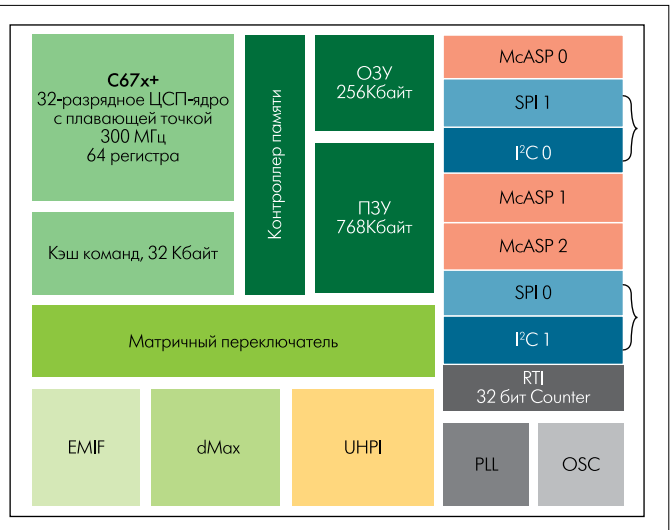 C67x+
32-разрядное ЦСП-ядро
с плавающей точкой
300 МГц
64 регистра
Кэш команд, 32 Кбайт
Контроллер памяти
ОЗУ
256Кбайт
ПЗУ
768Кбайт
McASP 0
SPI 1
I²C 0
McASP 1
McASP 2
SPI 0
I²C 1
RTI
32 бит Counter
Матричный переключатель
EMIF
dMax
UHPI
PLL
OSC